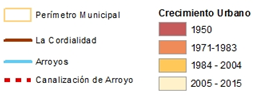 Perímetro Municipal
La Cordialidad
Arroyos
Canalización de Arroyo
Crecimiento Urbano
1950
1971-1983
1984 - 2004
2005 - 2015